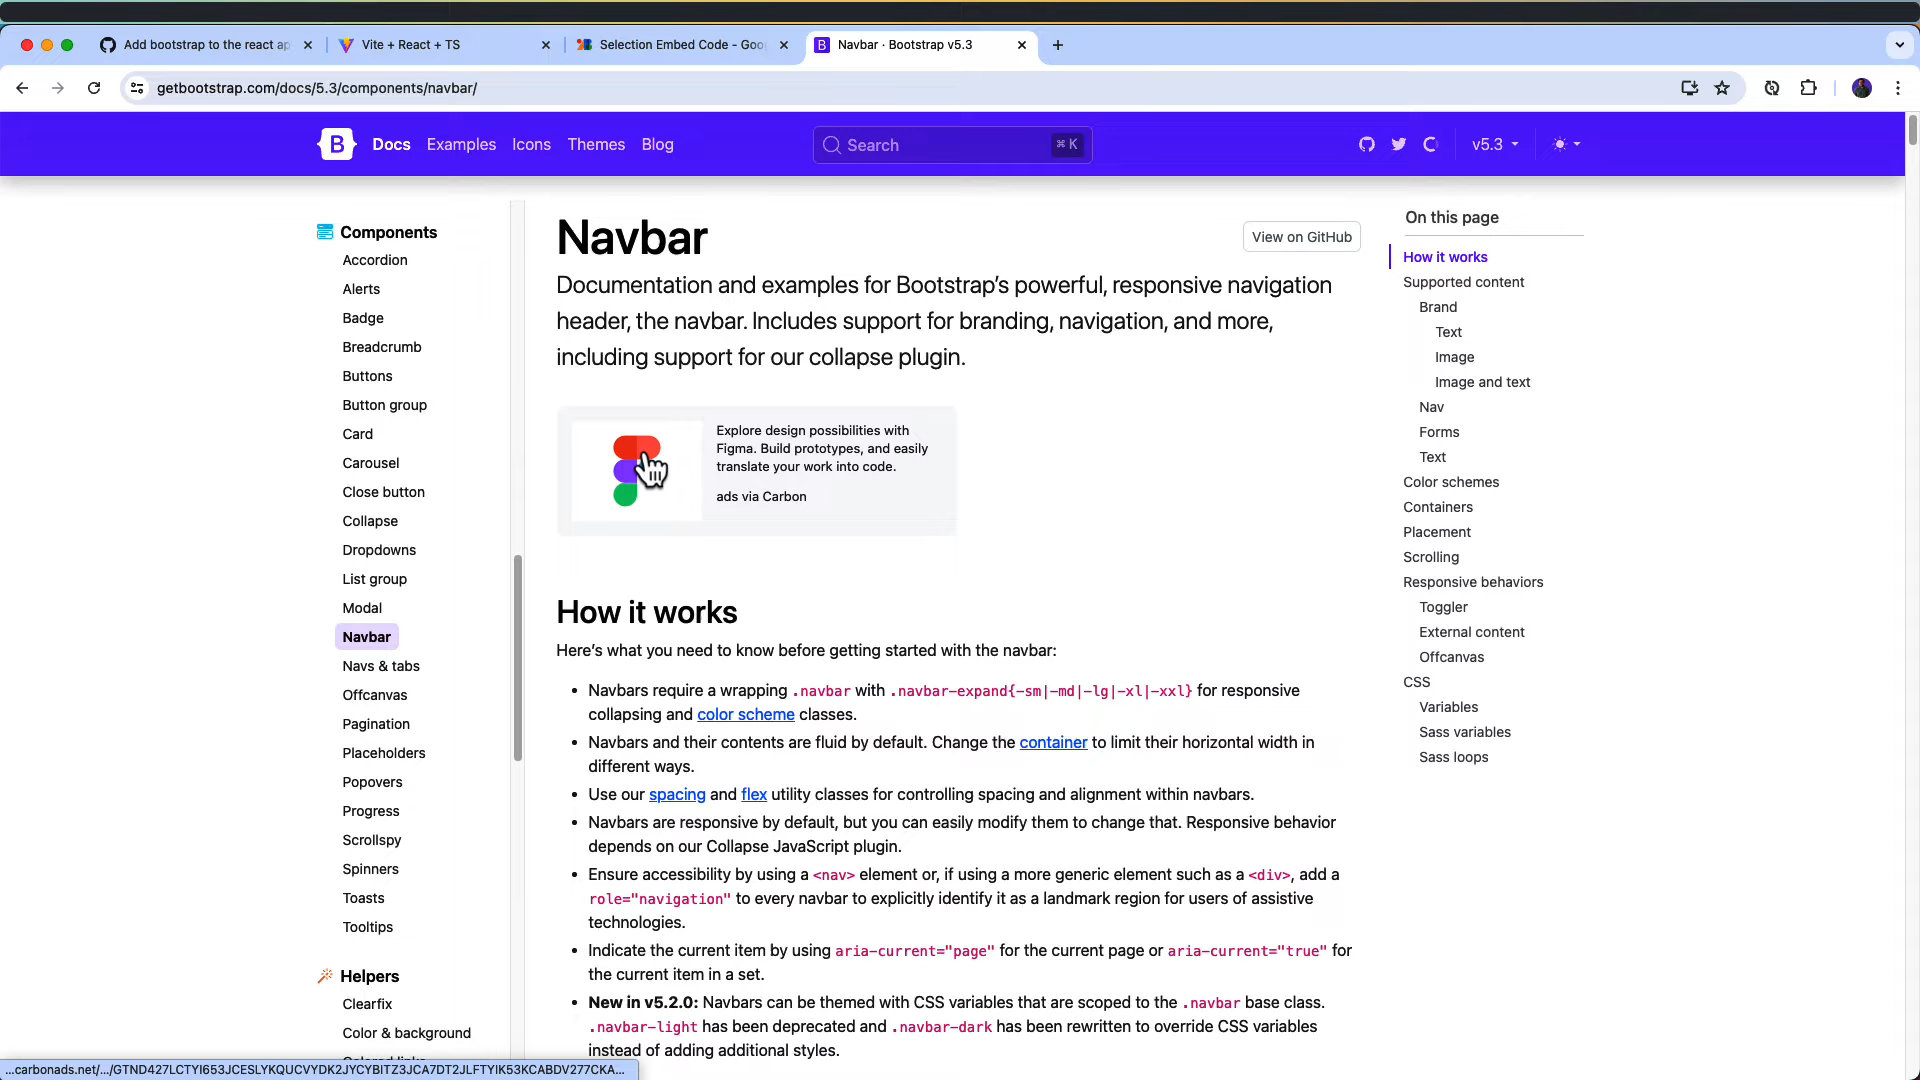 Add bootstrap to the react ap
Vite + React + TS
Selection Embed Code - Goo
Navbar · Bootstrap v5.3
getbootstrap.com/docs/5.3/components/navbar/
B
Docs
Examples
Icons
Themes
Blog
Search
⌘ K
v5.3
Components
Accordion
Alerts
Badge
Breadcrumb
Buttons
Button group
Card
Carousel
Close button
Collapse
Dropdowns
List group
Modal
Navbar
Navs & tabs
Offcanvas
Pagination
Placeholders
Popovers
Progress
Scrollspy
Spinners
Toasts
Tooltips
Helpers
Clearfix
Color & background
Colored links
Navbar
View on GitHub
Documentation and examples for Bootstrap's powerful, responsive navigation
header, the navbar. Includes support for branding, navigation, and more,
including support for our collapse plugin.
Explore design possibilities with
Figma. Build prototypes, and easily
translate your work into code.
ads via Carbon
How it works
Here's what you need to know before getting started with the navbar:
• Navbars require a wrapping .navbar with .navbar-expand{-sm|-md|-lg|-xl|-xxl} for responsive
collapsing and color scheme classes.
• Navbars and their contents are fluid by default. Change the container to limit their horizontal width in
different ways.
• Use our spacing and flex utility classes for controlling spacing and alignment within navbars.
• Navbars are responsive by default, but you can easily modify them to change that. Responsive behavior
depends on our Collapse JavaScript plugin.
• Ensure accessibility by using a <nav> element or, if using a more generic element such as a <div>, add a
role="navigation" to every navbar to explicitly identify it as a landmark region for users of assistive
technologies.
• Indicate the current item by using aria-current="page" for the current page or aria-current="true" for
the current item in a set.
• New in v5.2.0: Navbars can be themed with CSS variables that are scoped to the .navbar base class.
.navbar-light has been deprecated and .navbar-dark has been rewritten to override CSS variables
instead of adding additional styles.
On this page
How it works
Supported content
Brand
Text
Image
Image and text
Nav
Forms
Text
Color schemes
Containers
Placement
Scrolling
Responsive behaviors
Toggler
External content
Offcanvas
CSS
Variables
Sass variables
Sass loops
...carbonads.net/.../GTND427LCTYI653JCESLYKQUCVYDK2JYCYBITZ3JCA7DT2JLFTYIK53KCABDV277CKA...